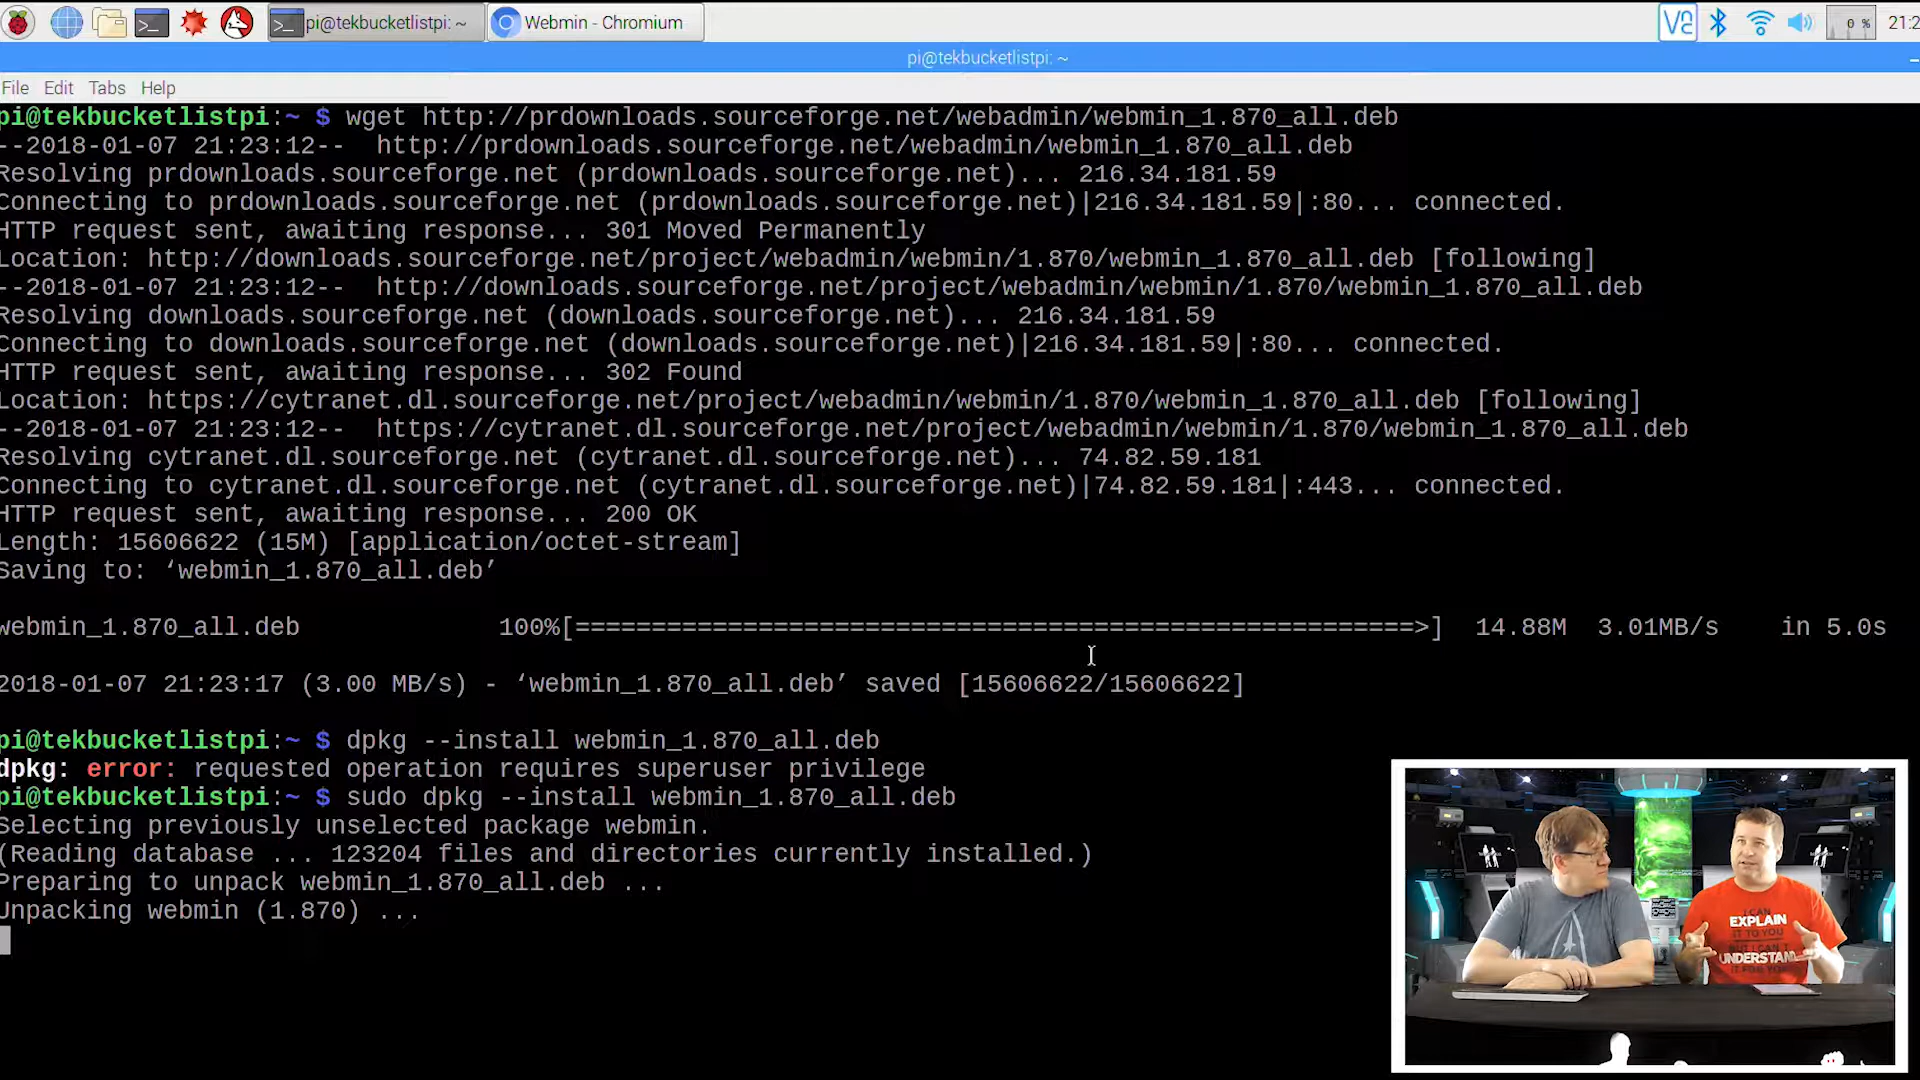 pi@tekbucketlistpi: ~
Webmin - Chromium
0 %
21:2
pi@tekbucketlistpi: ~
File Edit Tabs Help
pi@tekbucketlistpi:~ $ wget http://prdownloads.sourceforge.net/webadmin/webmin_1.870_all.deb
--2018-01-07 21:23:12-- http://prdownloads.sourceforge.net/webadmin/webmin_1.870_all.deb
Resolving prdownloads.sourceforge.net (prdownloads.sourceforge.net)... 216.34.181.59
Connecting to prdownloads.sourceforge.net (prdownloads.sourceforge.net)|216.34.181.59|:80... connected.
HTTP request sent, awaiting response... 301 Moved Permanently
Location: http://downloads.sourceforge.net/project/webadmin/webmin/1.870/webmin_1.870_all.deb [following]
--2018-01-07 21:23:12-- http://downloads.sourceforge.net/project/webadmin/webmin/1.870/webmin_1.870_all.deb
Resolving downloads.sourceforge.net (downloads.sourceforge.net)... 216.34.181.59
Connecting to downloads.sourceforge.net (downloads.sourceforge.net)|216.34.181.59|:80... connected.
HTTP request sent, awaiting response... 302 Found
Location: https://cytranet.dl.sourceforge.net/project/webadmin/webmin/1.870/webmin_1.870_all.deb [following]
--2018-01-07 21:23:12-- https://cytranet.dl.sourceforge.net/project/webadmin/webmin/1.870/webmin_1.870_all.deb
Resolving cytranet.dl.sourceforge.net (cytranet.dl.sourceforge.net)... 74.82.59.181
Connecting to cytranet.dl.sourceforge.net (cytranet.dl.sourceforge.net)|74.82.59.181|:443... connected.
HTTP request sent, awaiting response... 200 OK
Length: 15606622 (15M) [application/octet-stream]
Saving to: ‘webmin_1.870_all.deb’
webmin_1.870_all.deb 100%[=======================================================>] 14.88M 3.01MB/s in 5.0s
2018-01-07 21:23:17 (3.00 MB/s) - ‘webmin_1.870_all.deb’ saved [15606622/15606622]
pi@tekbucketlistpi:~ $ dpkg --install webmin_1.870_all.deb
dpkg: error: requested operation requires superuser privilege
pi@tekbucketlistpi:~ $ sudo dpkg --install webmin_1.870_all.deb
Selecting previously unselected package webmin.
(Reading database ... 123204 files and directories currently installed.)
Preparing to unpack webmin_1.870_all.deb ...
Unpacking webmin (1.870) ...
I CAN
EXPLAIN
IT TO YOU
BUT I CAN'T
UNDERSTAND
IT FOR YOU